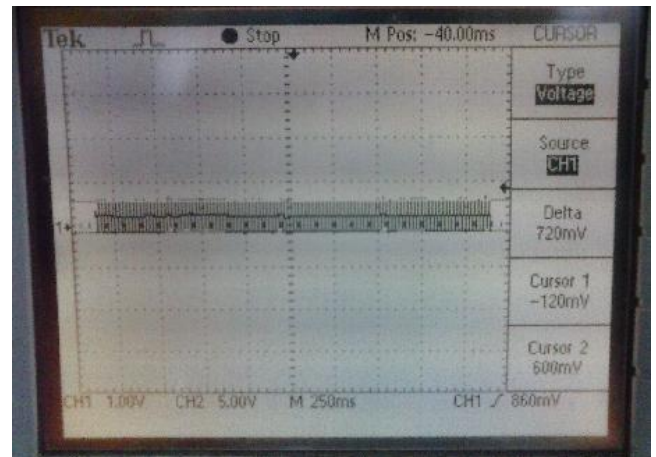 Tek Stop M Pos: -40.00ms CURSOR
Type
Voltage
Source
CH1
Delta
720mV
Cursor 1
-120mV
Cursor 2
600mV
1
CH1 1.00V CH2 5.00V M 250ms CH1 860mV